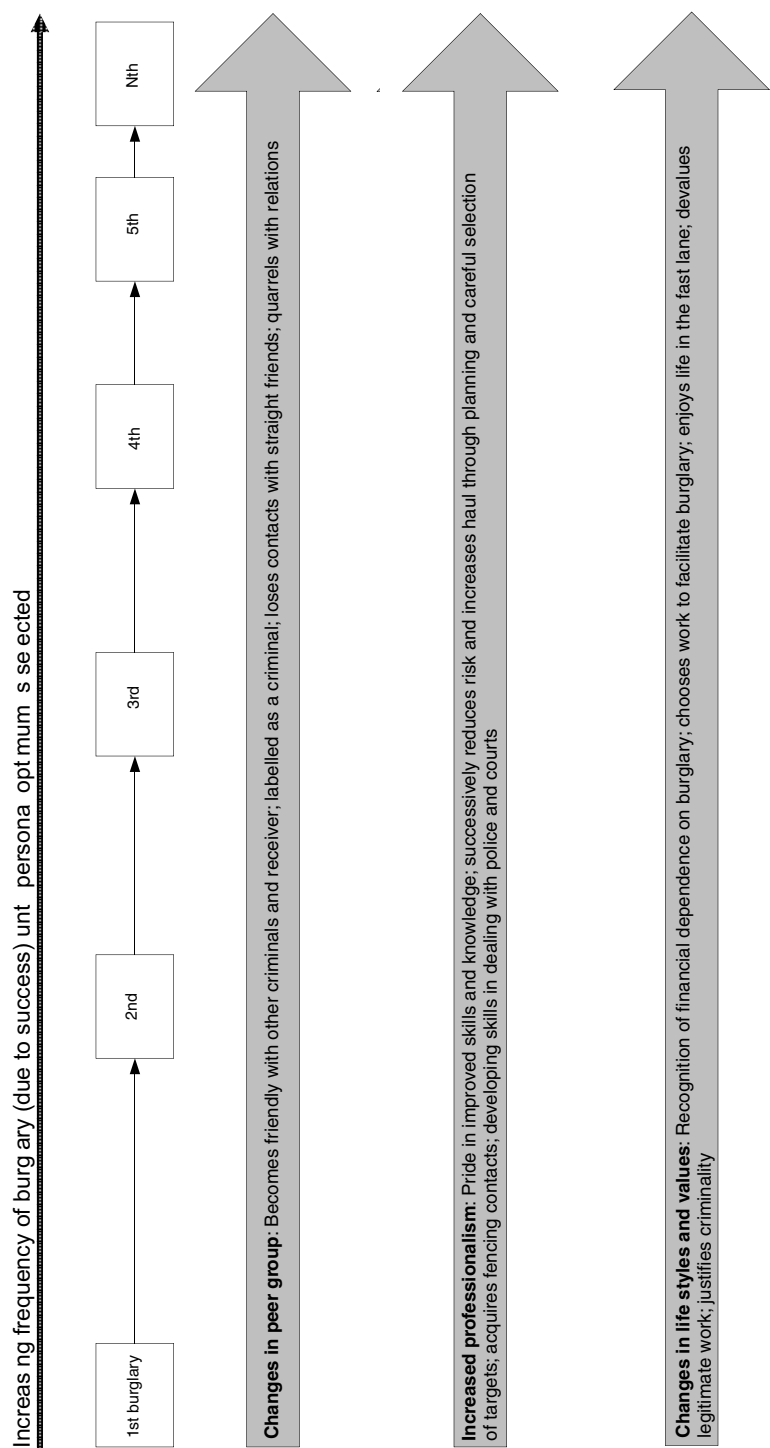 Increas ng frequency of burg ary (due to success) unt persona opt mum s se ected
1st burglary
2nd
3rd
4th
5th
Nth
Changes in peer group: Becomes friendly with other criminals and receiver; labelled as a criminal; loses contacts with straight friends; quarrels with relations
Increased professionalism: Pride in improved skills and knowledge; successively reduces risk and increases haul through planning and careful selection
of targets; acquires fencing contacts; developing skills in dealing with police and courts
Changes in life styles and values: Recognition of financial dependence on burglary; chooses work to facilitate burglary; enjoys life in the fast lane; devalues
legitimate work; justifies criminality